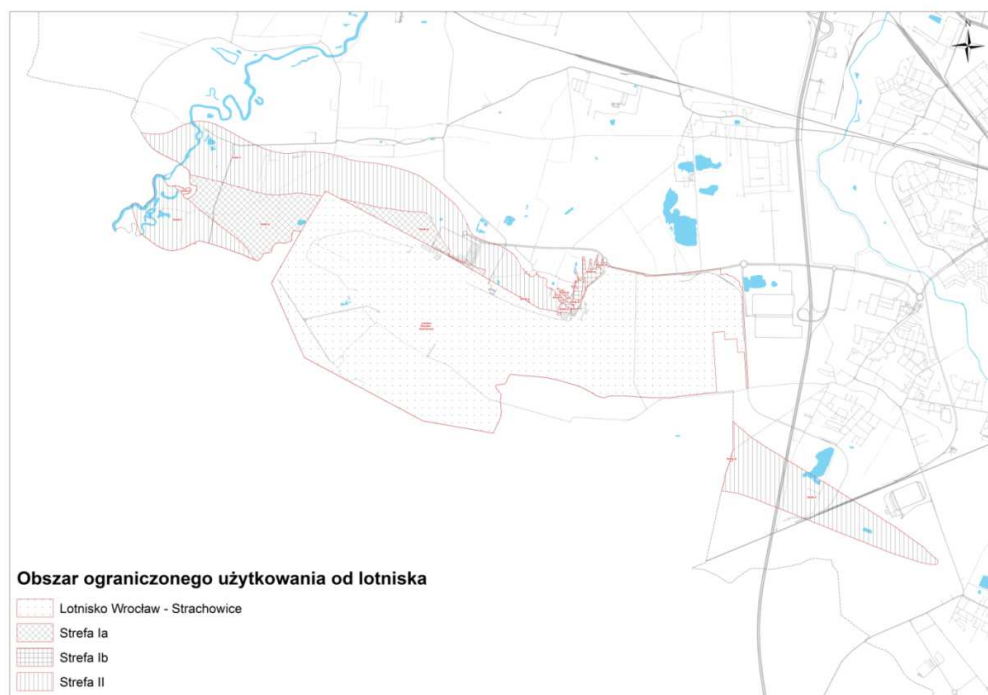 N
Obszar ograniczonego użytkowania od lotniska
Lotnisko Wrocław - Strachowice
Strefa Ia
Strefa Ib
Strefa II